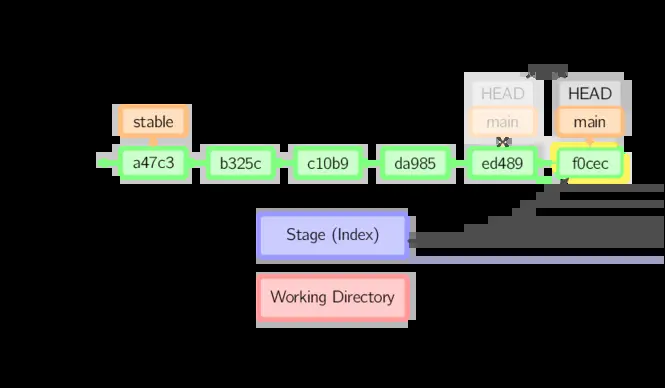 HEAD HEAD
stable main main
a47c3 b325c c10b9 da985 ed489 f0cec
Stage (Index)
Working Directory